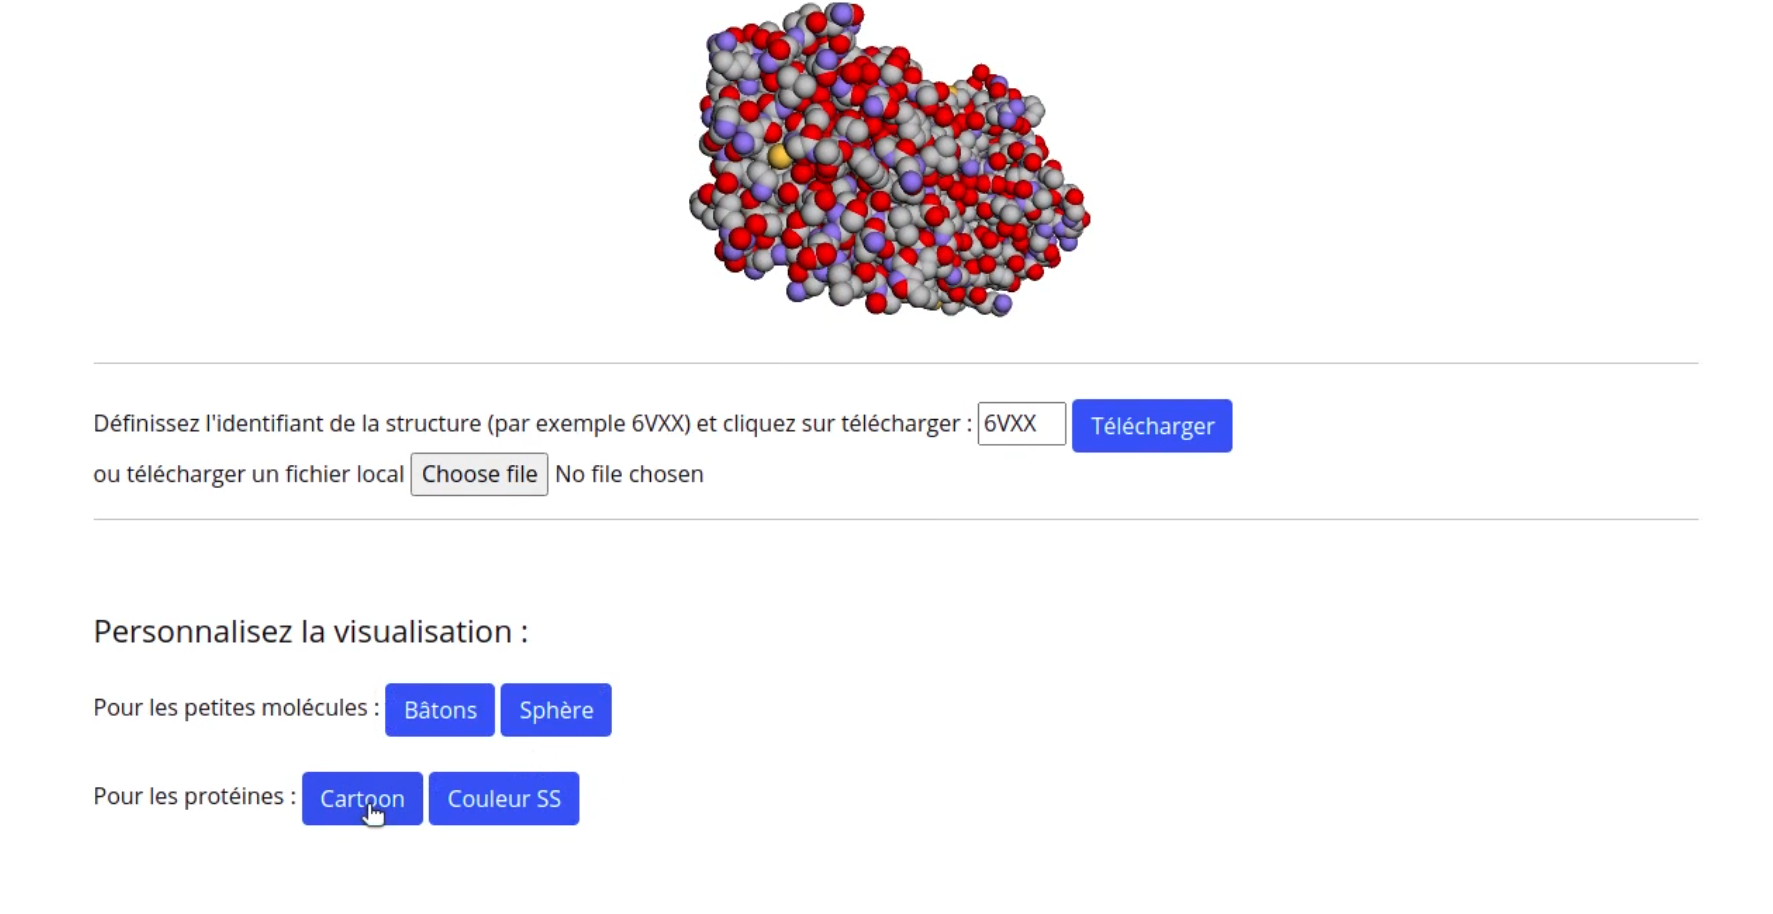 Définissez l'identifiant de la structure (par exemple 6VXX) et cliquez sur télécharger : 6VXX Télécharger
ou télécharger un fichier local Choose file No file chosen
Personnalisez la visualisation :
Pour les petites molécules : Bâtons Sphère
Pour les protéines : Cartoon Couleur SS